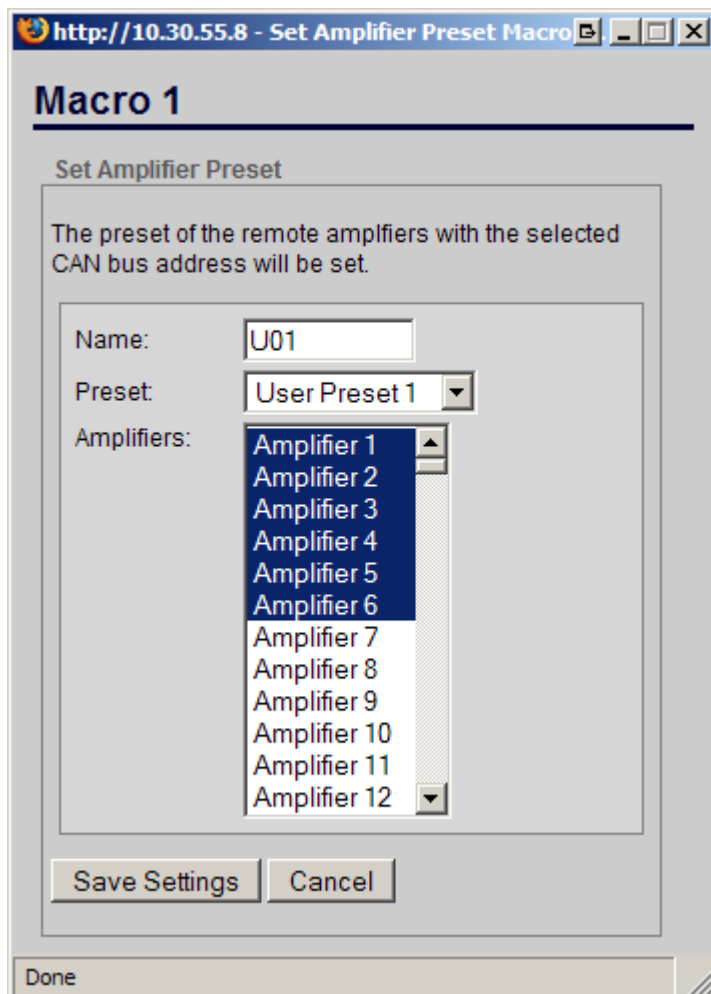 http://10.30.55.8 - Set Amplifier Preset Macro
Macro 1
Set Amplifier Preset
The preset of the remote amplfiers with the selected
CAN bus address will be set.
Name:
U01
Preset:
User Preset 1
Amplifiers:
Amplifier 1
Amplifier 2
Amplifier 3
Amplifier 4
Amplifier 5
Amplifier 6
Amplifier 7
Amplifier 8
Amplifier 9
Amplifier 10
Amplifier 11
Amplifier 12
Save Settings
Cancel
Done